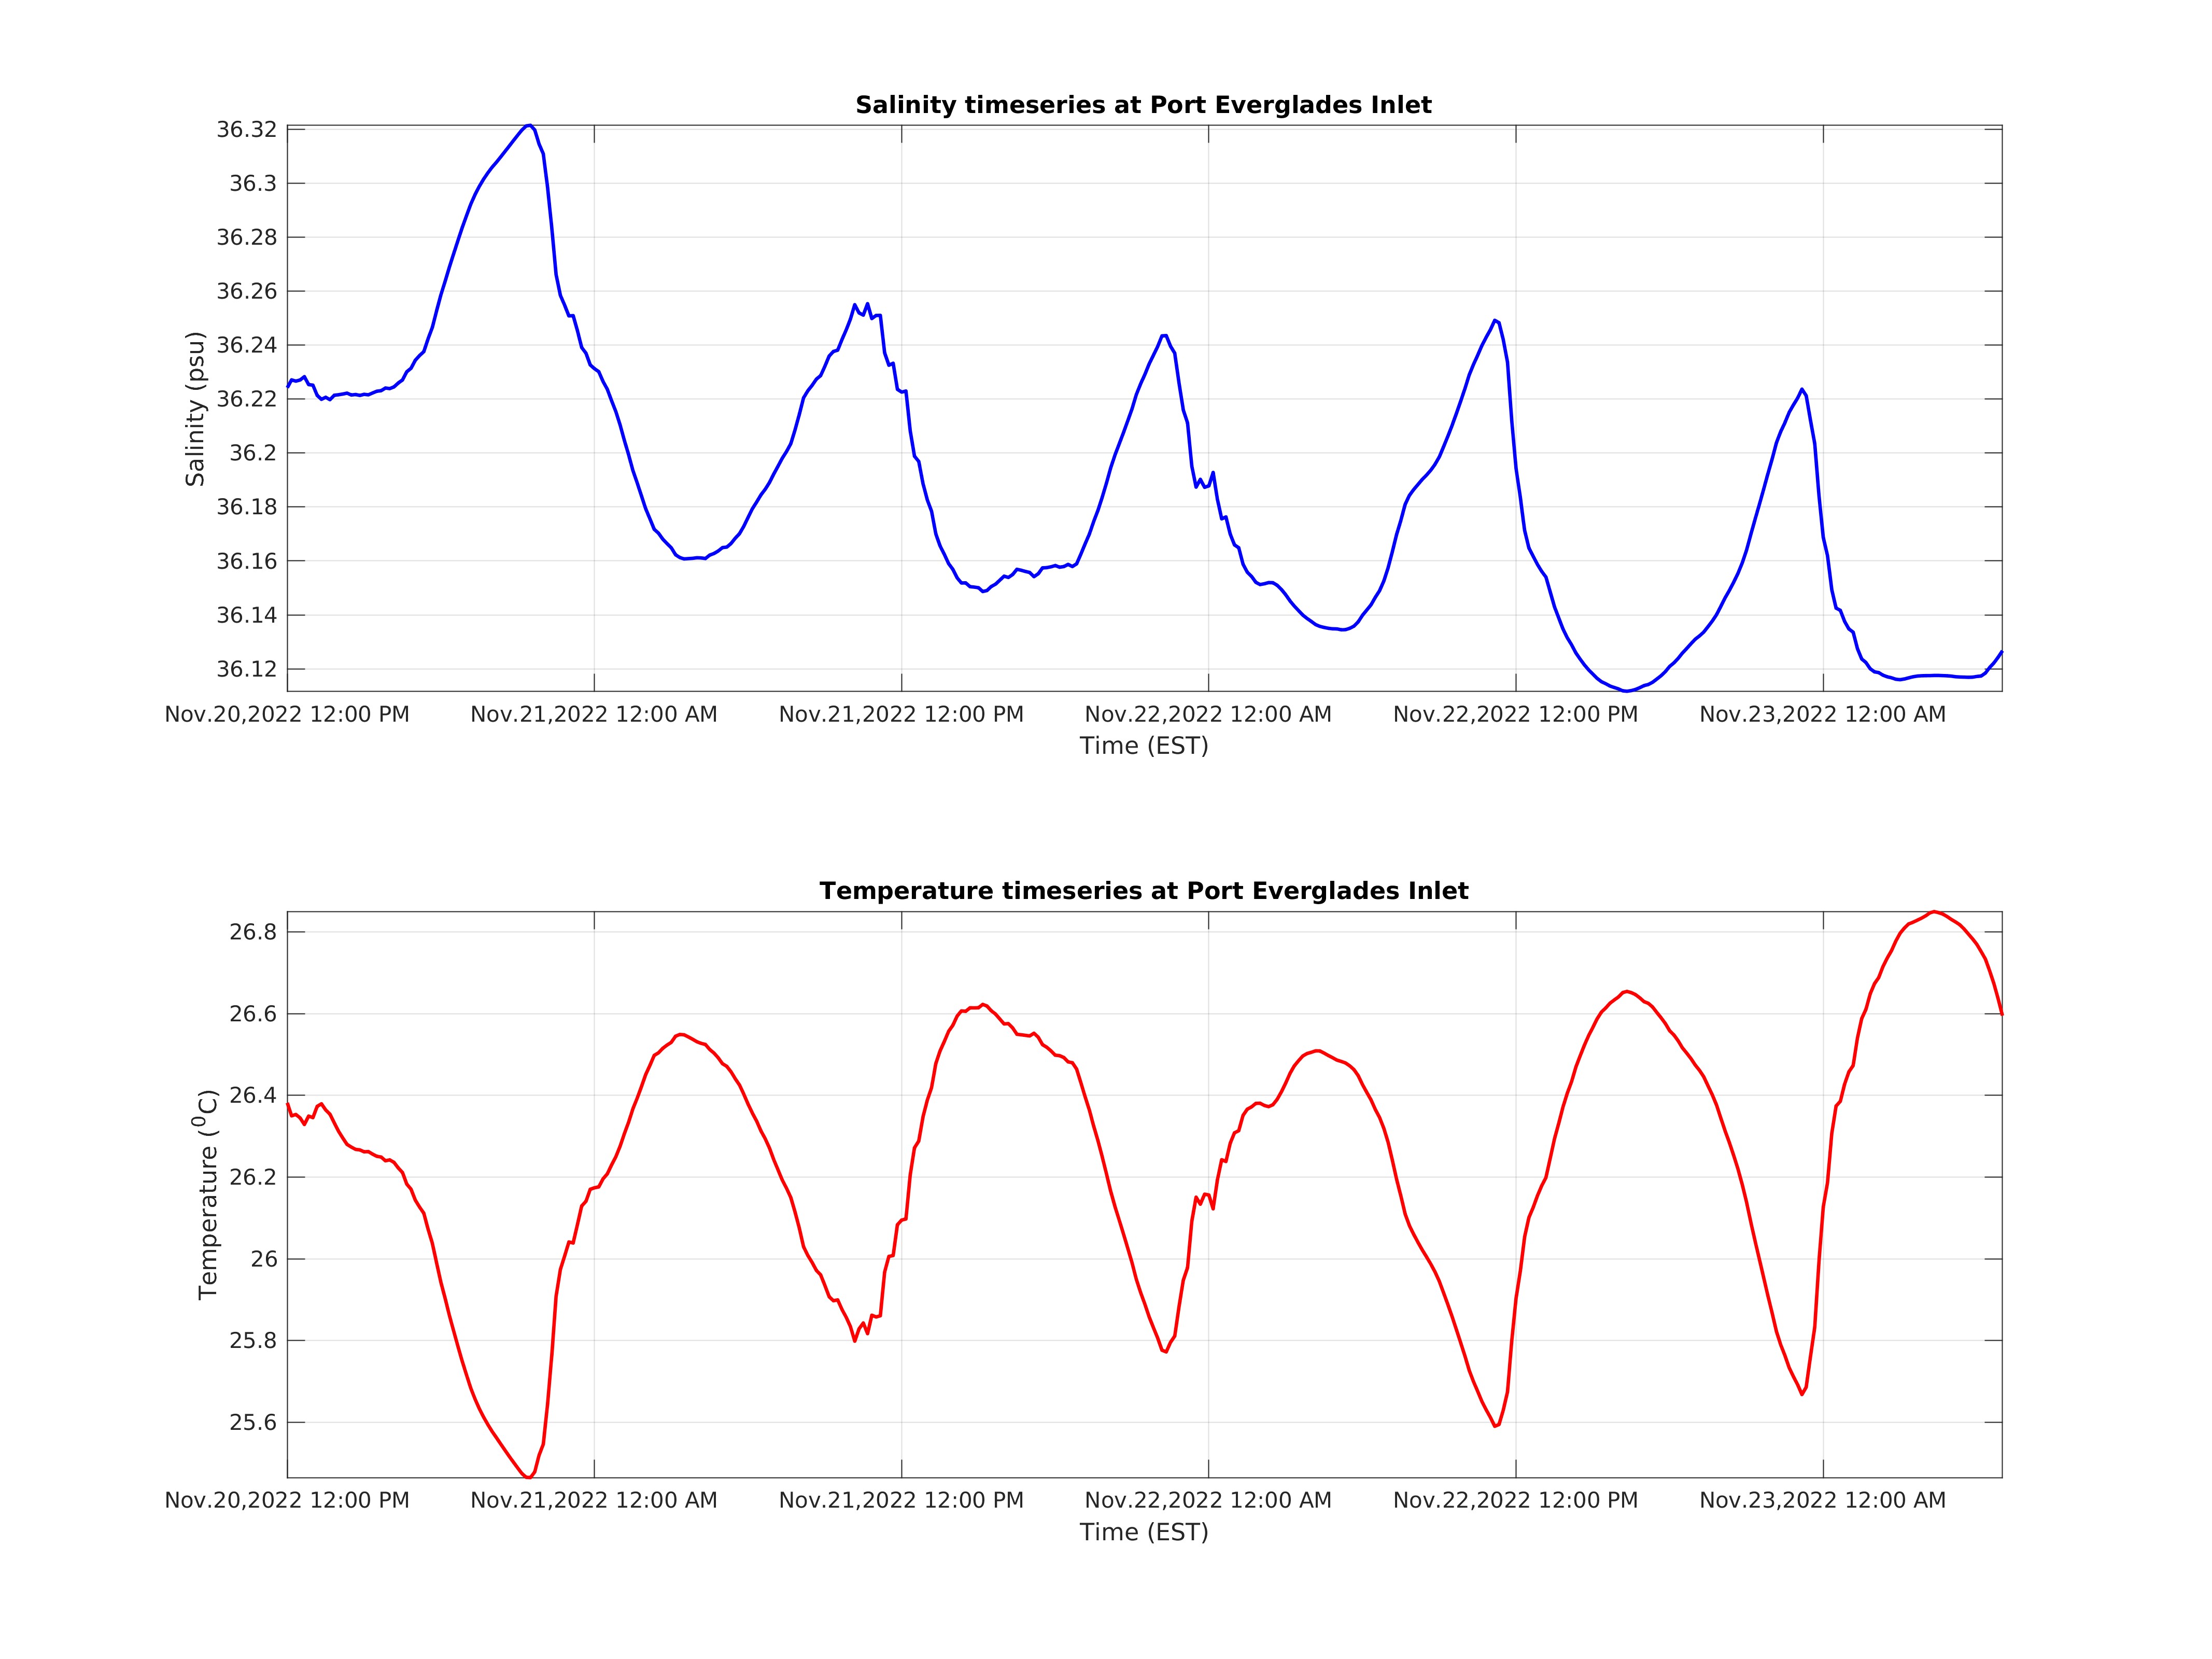 Salinity timeseries at Port Everglades Inlet
36.32
36.3
36.28
36.26
36.24
36.22
36.2
36.18
36.16
36.14
36.12
Salinity (psu)
Nov.20,2022 12:00 PM Nov.21,2022 12:00 AM Nov.21,2022 12:00 PM Nov.22,2022 12:00 AM Nov.22,2022 12:00 PM Nov.23,2022 12:00 AM
Time (EST)
Temperature timeseries at Port Everglades Inlet
26.8
26.6
26.4
26.2
26
25.8
25.6
Temperature (⁰C)
Nov.20,2022 12:00 PM Nov.21,2022 12:00 AM Nov.21,2022 12:00 PM Nov.22,2022 12:00 AM Nov.22,2022 12:00 PM Nov.23,2022 12:00 AM
Time (EST)